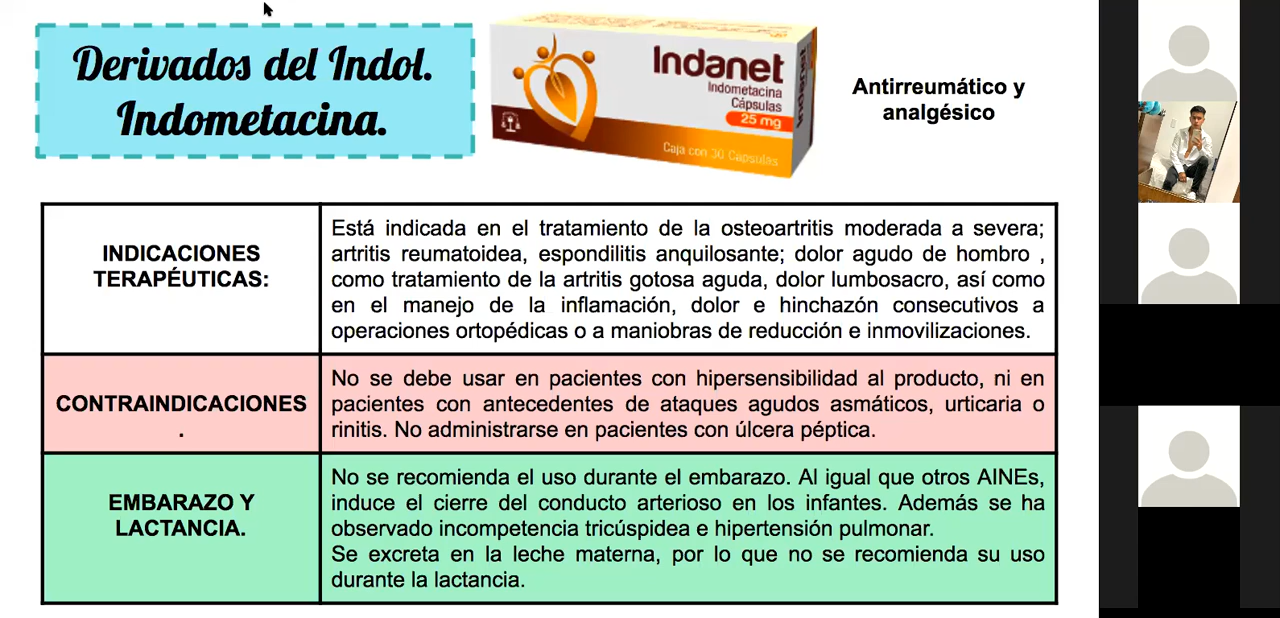 Derivados del Indol.
Indometacina.
Indanet
Indometacina
Cápsulas
25 mg
Caja con 30 Cápsulas
Indanet
Antirreumático y
analgésico
INDICACIONES
TERAPÉUTICAS:
Está indicada en el tratamiento de la osteoartritis moderada a severa;
artritis reumatoidea, espondilitis anquilosante; dolor agudo de hombro ,
como tratamiento de la artritis gotosa aguda, dolor lumbosacro, así como
en el manejo de la inflamación, dolor e hinchazón consecutivos a
operaciones ortopédicas o a maniobras de reducción e inmovilizaciones.
CONTRAINDICACIONES
.
No se debe usar en pacientes con hipersensibilidad al producto, ni en
pacientes con antecedentes de ataques agudos asmáticos, urticaria o
rinitis. No administrarse en pacientes con úlcera péptica.
EMBARAZO Y
LACTANCIA.
No se recomienda el uso durante el embarazo. Al igual que otros AINEs,
induce el cierre del conducto arterioso en los infantes. Además se ha
observado incompetencia tricúspidea e hipertensión pulmonar.
Se excreta en la leche materna, por lo que no se recomienda su uso
durante la lactancia.